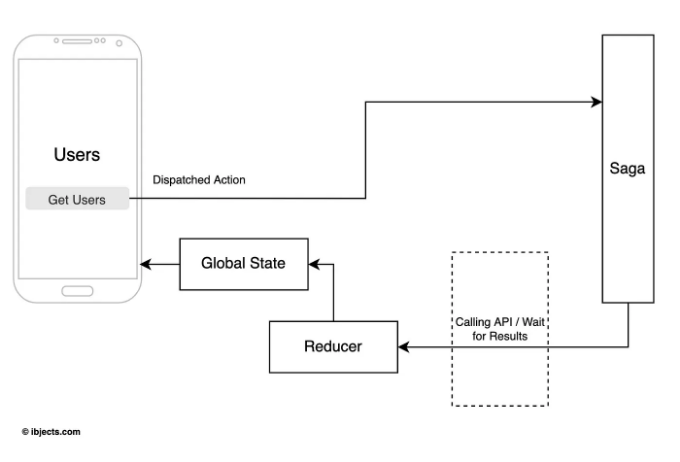 Users
Get Users
Dispatched Action
Saga
Global State
Calling API / Wait
for Results
Reducer
© ibjects.com